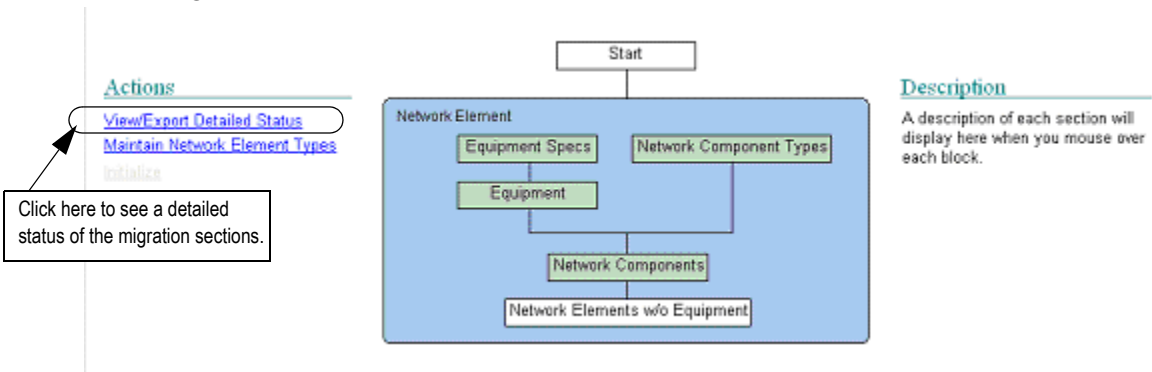 Start
Actions
View/Export Detailed Status
Maintain Network Element Types
Initialize
Click here to see a detailed
status of the migration sections.
Network Element
Equipment Specs
Network Component Types
Equipment
Network Components
Network Elements w/o Equipment
Description
A description of each section will
display here when you mouse over
each block.